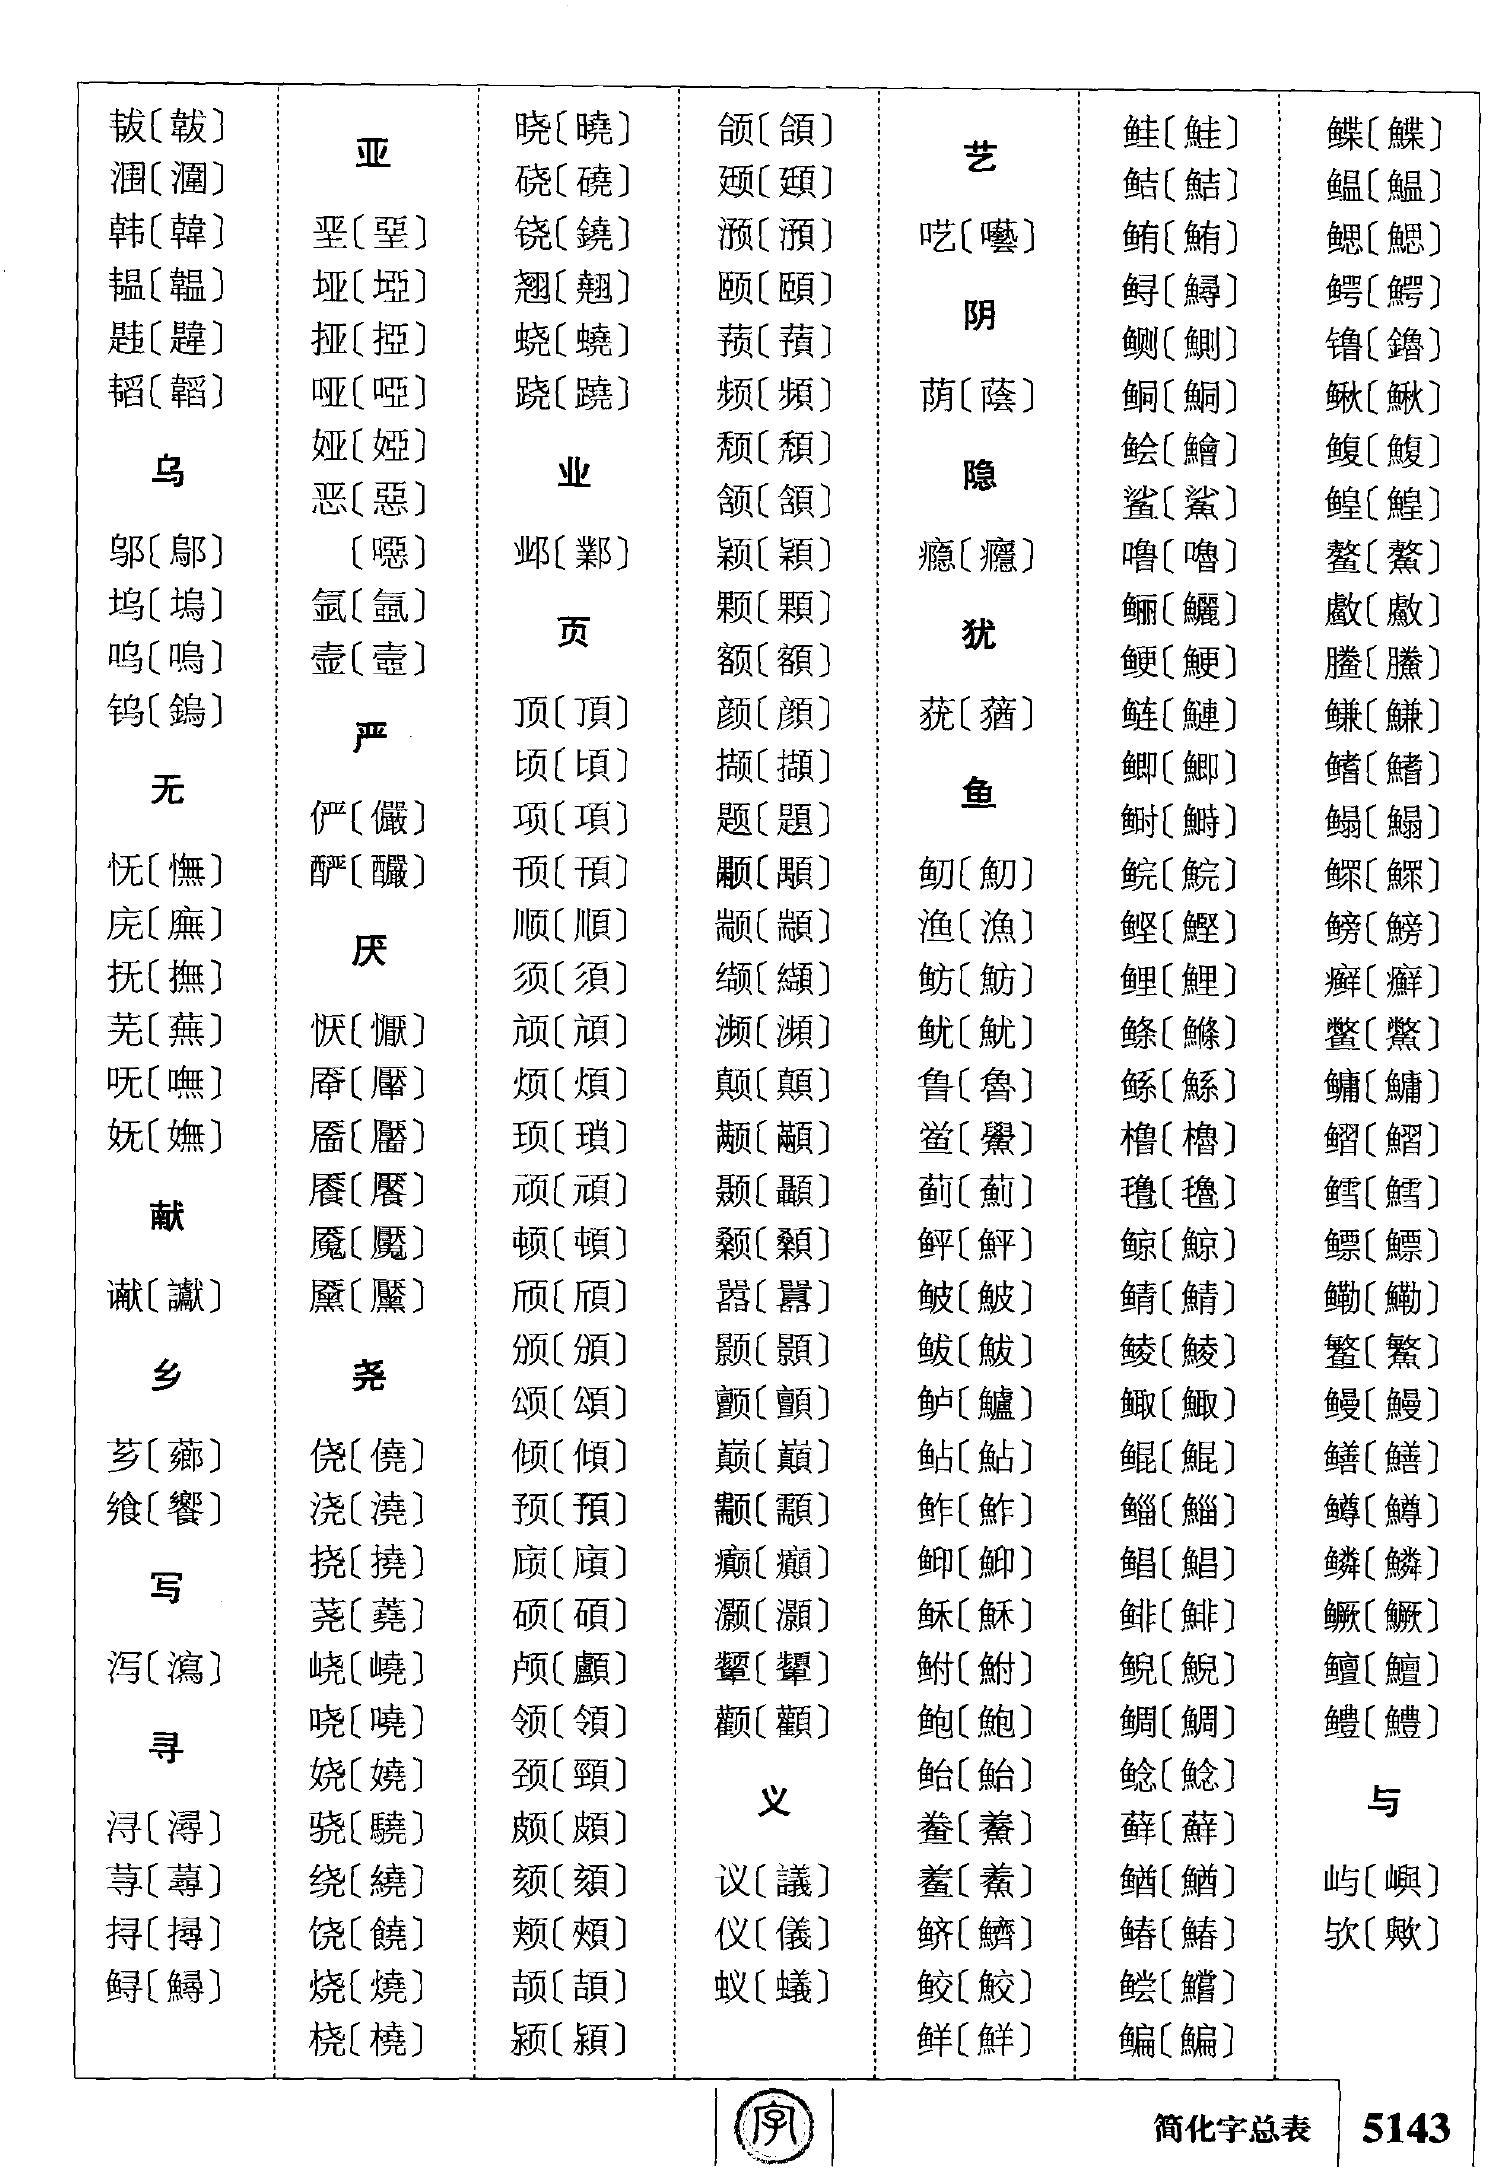 韨〔韍〕
涠〔潿〕
韩〔韓〕
韫〔韞〕
韪〔韙〕
韬〔韜〕
乌
邬〔鄔〕
坞〔塢〕
呜〔嗚〕
钨〔鎢〕
无
怃〔憮〕
庑〔廡〕
抚〔撫〕
芜〔蕪〕
呒〔嘸〕
妩〔嫵〕
献
谳〔讞〕
乡
芗〔薌〕
飨〔饗〕
写
泻〔瀉〕
寻
浔〔潯〕
荨〔蕁〕
挦〔撏〕
鲟〔鱘〕
亚
垩〔堊〕
垭〔埡〕
挜〔掗〕
哑〔啞〕
娅〔婭〕
恶〔惡〕
〔噁〕
氩〔氬〕
壶〔壺〕
严
俨〔儼〕
酽〔釅〕
厌
恹〔懨〕
厣〔厴〕
靥〔靨〕
餍〔饜〕
魇〔魘〕
黡〔黶〕
尧
侥〔僥〕
浇〔澆〕
挠〔撓〕
荛〔蕘〕
峣〔嶢〕
哓〔嘵〕
娆〔嬈〕
骁〔驍〕
绕〔繞〕
饶〔饒〕
烧〔燒〕
桡〔橈〕
晓〔曉〕
硗〔磽〕
铙〔鐃〕
翘〔翹〕
蛲〔蟯〕
跷〔蹺〕
业
邺〔鄴〕
页
顶〔頂〕
顷〔頃〕
项〔項〕
顸〔頇〕
顺〔順〕
须〔須〕
颃〔頏〕
烦〔煩〕
琐〔瑣〕
顽〔頑〕
顿〔頓〕
颀〔頎〕
颁〔頒〕
颂〔頌〕
倾〔傾〕
预〔預〕
庼〔廎〕
硕〔碩〕
颅〔顱〕
领〔領〕
颈〔頸〕
颇〔頗〕
颏〔頦〕
颊〔頰〕
颉〔頡〕
颍〔潁〕
颌〔頜〕
颋〔頲〕
滪〔澦〕
颐〔頤〕
蓣〔蕷〕
频〔頻〕
颓〔頹〕
颔〔頷〕
颖〔穎〕
颗〔顆〕
额〔額〕
颜〔顔〕
撷〔擷〕
题〔題〕
颙〔顒〕
颛〔顓〕
缬〔纈〕
濒〔瀕〕
颠〔顛〕
颟〔顢〕
颞〔顳〕
颡〔顙〕
嚣〔囂〕
颢〔顥〕
颤〔顫〕
巅〔巔〕
颥〔顬〕
癫〔癲〕
灏〔灝〕
颦〔顰〕
颧〔顴〕
义
议〔議〕
仪〔儀〕
蚁〔蟻〕
艺
呓〔囈〕
阴
荫〔蔭〕
隐
瘾〔癮〕
犹
莸〔蕕〕
鱼
鱽〔魛〕
渔〔漁〕
鲂〔魴〕
鱿〔魷〕
鲁〔魯〕
鲎〔鱟〕
蓟〔薊〕
鲆〔鮃〕
鲏〔鮍〕
鲅〔鮁〕
鲈〔鱸〕
鲇〔鮎〕
鲊〔鮓〕
䲟〔鮣〕
稣〔穌〕
鲋〔鮒〕
鲍〔鮑〕
鲐〔鮐〕
鲞〔鯗〕
鲝〔鮺〕
鲚〔鱭〕
鲛〔鮫〕
鲜〔鮮〕
鲑〔鮭〕
鲒〔鮚〕
鲔〔鮪〕
鲟〔鱘〕
鲗〔鰂〕
鲖〔鮦〕
鲙〔鱠〕
鲨〔鯊〕
噜〔嚕〕
鲡〔鱺〕
鲠〔鯁〕
鲢〔鰱〕
鲫〔鯽〕
鲥〔鰣〕
鲩〔鯇〕
鲣〔鰹〕
鲤〔鯉〕
鲦〔鰷〕
鲧〔鯀〕
橹〔櫓〕
氇〔氌〕
鲸〔鯨〕
鲭〔鯖〕
鲮〔鯪〕
鲰〔鯫〕
鲲〔鯤〕
鲻〔鯔〕
鲳〔鯧〕
鲱〔鯡〕
鲵〔鯢〕
鲷〔鯛〕
鲶〔鯰〕
藓〔蘚〕
䲡〔鰌〕
䲠〔鰆〕
鲿〔鱨〕
鳊〔鯿〕
鲽〔鰈〕
鳁〔鰛〕
鳃〔鰓〕
鳄〔鰐〕
镥〔鑥〕
鳅〔鰍〕
鳆〔鰒〕
鳇〔鰉〕
鳌〔鰲〕
䲣〔䱷〕
䲢〔鰧〕
鳒〔鰜〕
鳍〔鰭〕
鳎〔鰨〕
鳏〔鰥〕
鳑〔鰟〕
癣〔癬〕
鳖〔鱉〕
鳙〔鱅〕
鳛〔鰼〕
鳕〔鱈〕
鳔〔鰾〕
鳓〔鰳〕
鳘〔鰵〕
鳗〔鰻〕
鳝〔鱔〕
鳟〔鱒〕
鳞〔鱗〕
鳜〔鱖〕
鳣〔鱣〕
鳢〔鱧〕
与
屿〔嶼〕
欤〔歟〕
字
简化字总表
5143